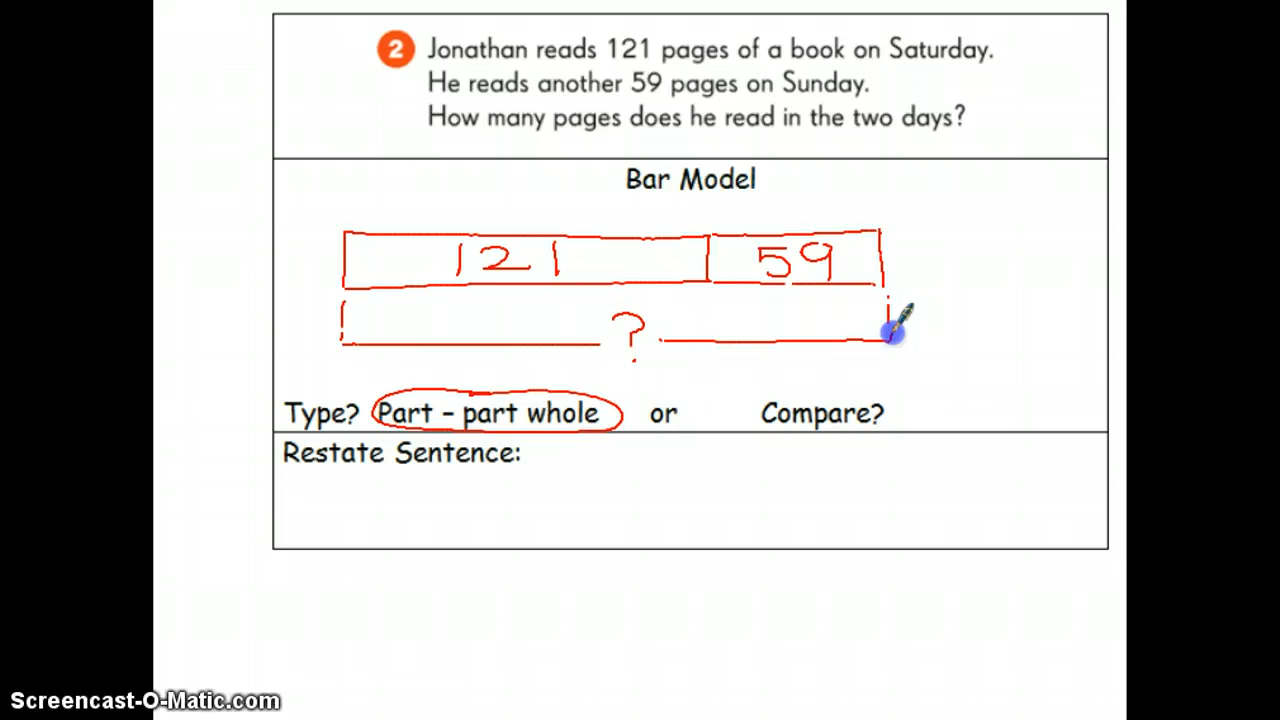 2 Jonathan reads 121 pages of a book on Saturday.
He reads another 59 pages on Sunday.
How many pages does he read in the two days?
Bar Model
121 59
?
Type? Part – part whole or Compare?
Restate Sentence:
Screencast-O-Matic.com